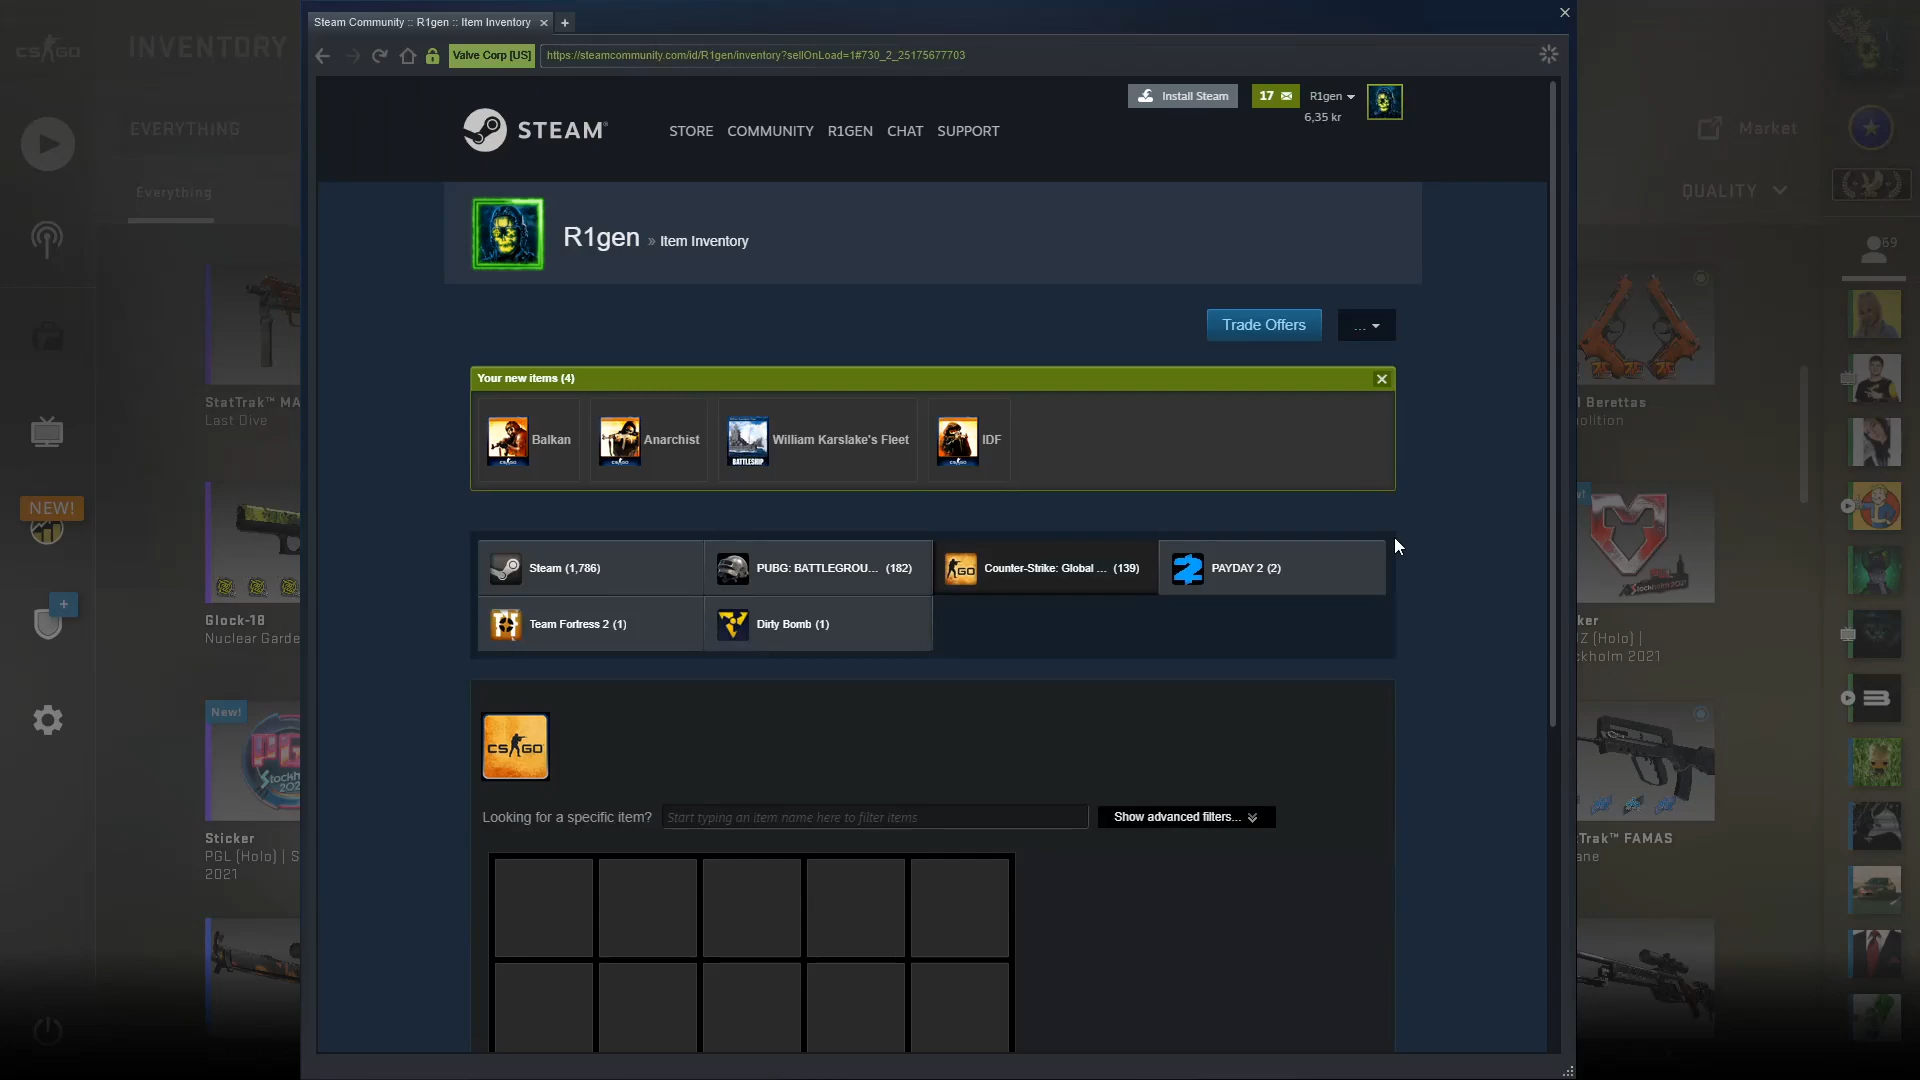 Steam Community :: R1gen :: Item Inventory
Valve Corp [US]
https://steamcommunity.com/id/R1gen/inventory?sellOnLoad=1#730_2_25175677703
CS:GO
INVENTORY
Install Steam
17
R1gen
6,35 kr
STEAM
STORE
COMMUNITY
R1GEN
CHAT
SUPPORT
EVERYTHING
Market
Everything
QUALITY
R1gen » Item Inventory
69
Trade Offers
...
Your new items (4)
Balkan
Anarchist
William Karslake's Fleet
IDF
BATTLESHIP
StatTrak™ MA
Last Dive
Berettas
olition
NEW!
Steam (1,786)
PUBG: BATTLEGROU... (182)
Counter-Strike: Global ... (139)
PAYDAY 2 (2)
Team Fortress 2 (1)
Dirty Bomb (1)
Glock-18
Nuclear Garde
ker
Z (Holo) |
ckholm 2021
New!
CS GO
Looking for a specific item?
Start typing an item name here to filter items
Show advanced filters...
Sticker
PGL (Holo) | S
2021
Trak™ FAMAS
ane